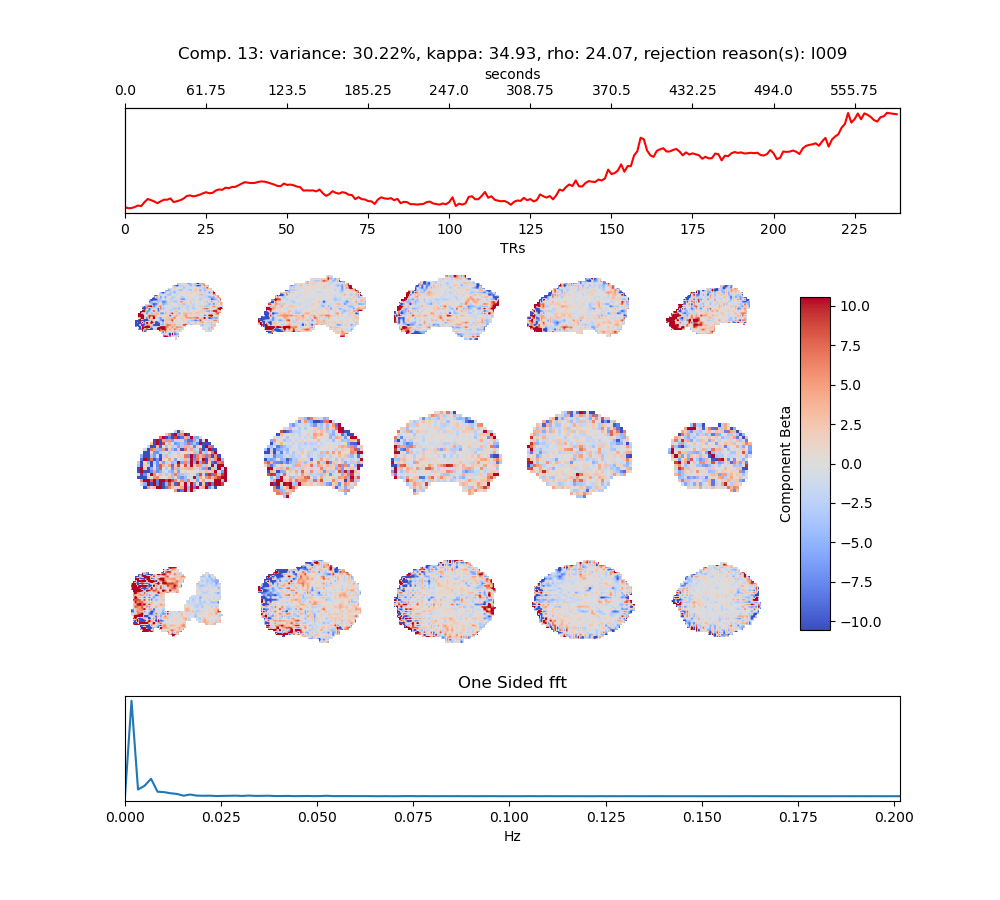 Comp. 13: variance: 30.22%, kappa: 34.93, rho: 24.07, rejection reason(s): I009
seconds
0.0 61.75 123.5 185.25 247.0 308.75 370.5 432.25 494.0 555.75
0 25 50 75 100 125 150 175 200 225
TRs
10.0
7.5
5.0
2.5
0.0
−2.5
−5.0
−7.5
−10.0
Component Beta
One Sided fft
0.000 0.025 0.050 0.075 0.100 0.125 0.150 0.175 0.200
Hz